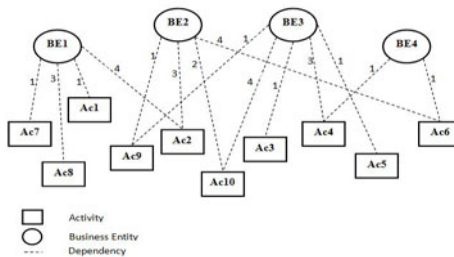 BE1
BE2
BE3
BE4
4
1
4
1
3
1
3
2
1
3
1
1
1
4
1
1
Ac1
Ac7
Ac8
Ac9
Ac2
Ac10
Ac3
Ac4
Ac5
Ac6
Activity
Business Entity
Dependency